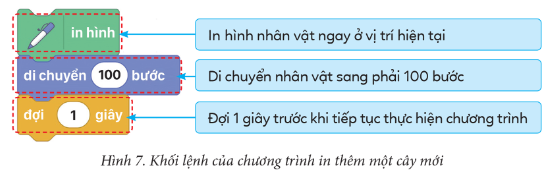 in hình
In hình nhân vật ngay ở vị trí hiện tại
di chuyển 100 bước
Di chuyển nhân vật sang phải 100 bước
đợi 1 giây
Đợi 1 giây trước khi tiếp tục thực hiện chương trình
Hình 7. Khối lệnh của chương trình in thêm một cây mới